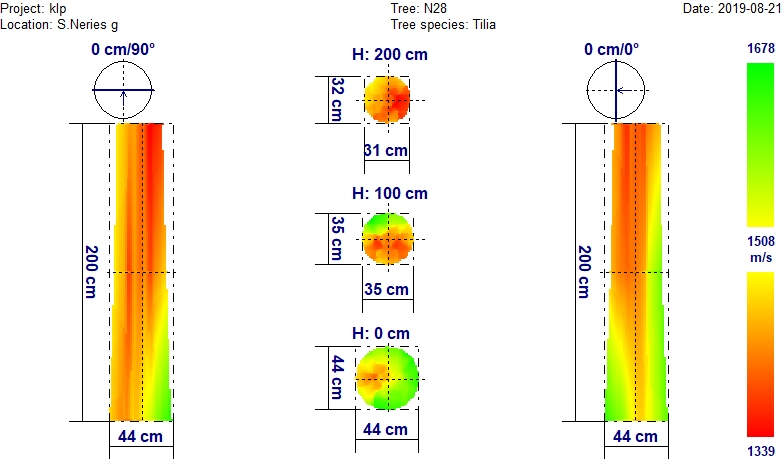 Project: klp Tree: N28 Date: 2019-08-21
Location: S.Neries g Tree species: Tilia
0 cm/90° H: 200 cm 0 cm/0° 1678
32 cm
31 cm
H: 100 cm
35 cm
35 cm
200 cm 200 cm 1508
m/s
H: 0 cm
44 cm
44 cm 44 cm 44 cm
1339